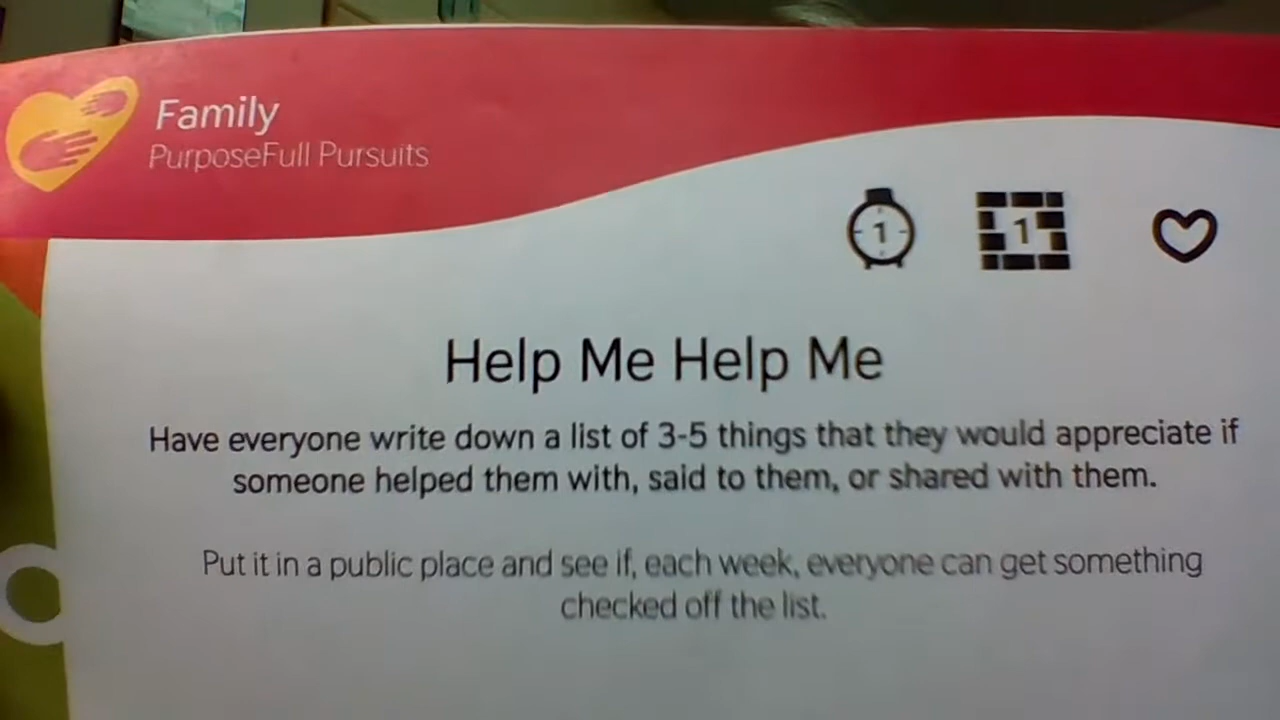 Family
PurposeFull Pursuits
1
1
Help Me Help Me
Have everyone write down a list of 3-5 things that they would appreciate if
someone helped them with, said to them, or shared with them.
Put it in a public place and see if, each week, everyone can get something
checked off the list.